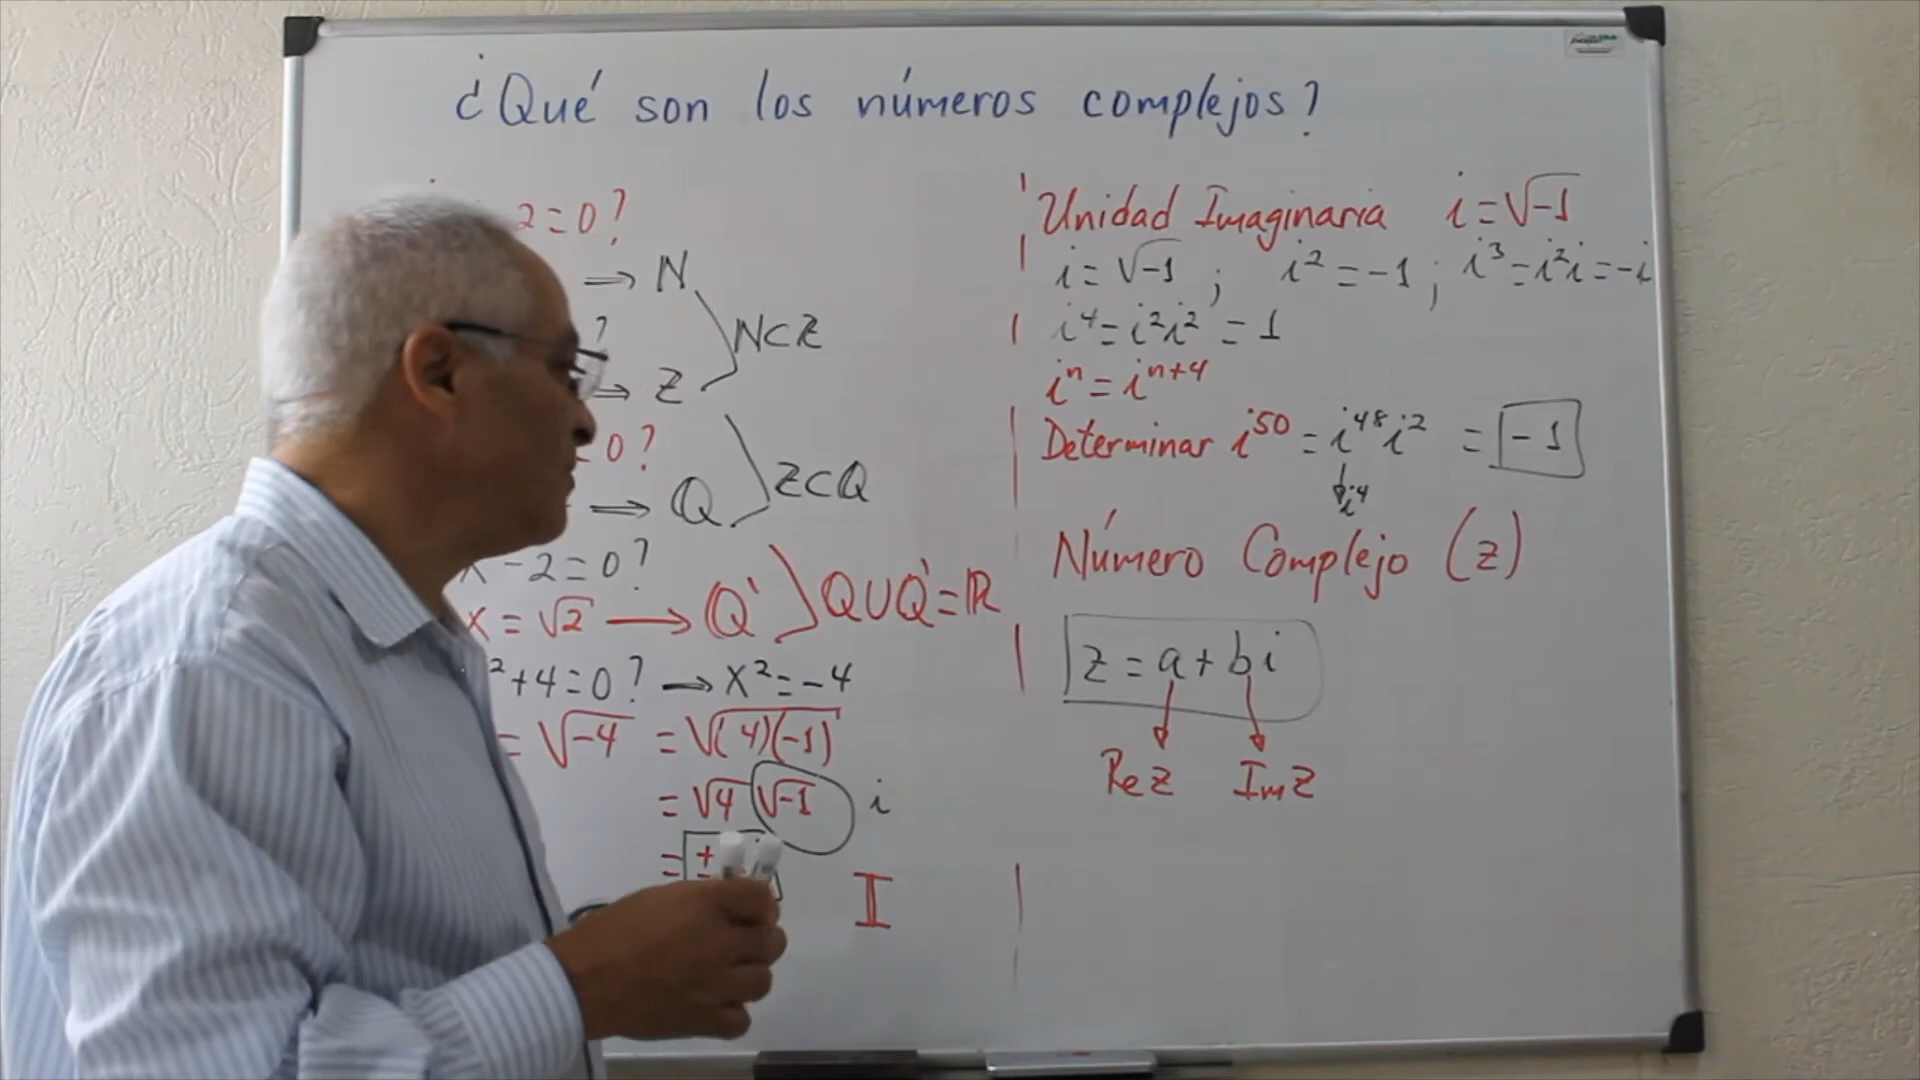 ¿Qué son los números complejos?
2=0?
⟹ N
N⊂Z
?
⟹ Z
=0?
⟹ Q
Z⊂Q
x-2=0?
x=√2 ⟶ Q' Q∪Q'=ℝ
²+4=0? ⟶ x²=-4
=√-4 =√(4)(-1)
=√4 √-1 i
=±
𝕀
Unidad Imaginaria i=√-1
i=√-1 ; i²=-1 ; i³=i²i=-i
i⁴=i²i²=1
iⁿ=iⁿ⁺⁴
Determinar i⁵⁰=i⁴⁸i² = -1
i⁴
Número Complejo (z)
z=a+bi
Re z Im z